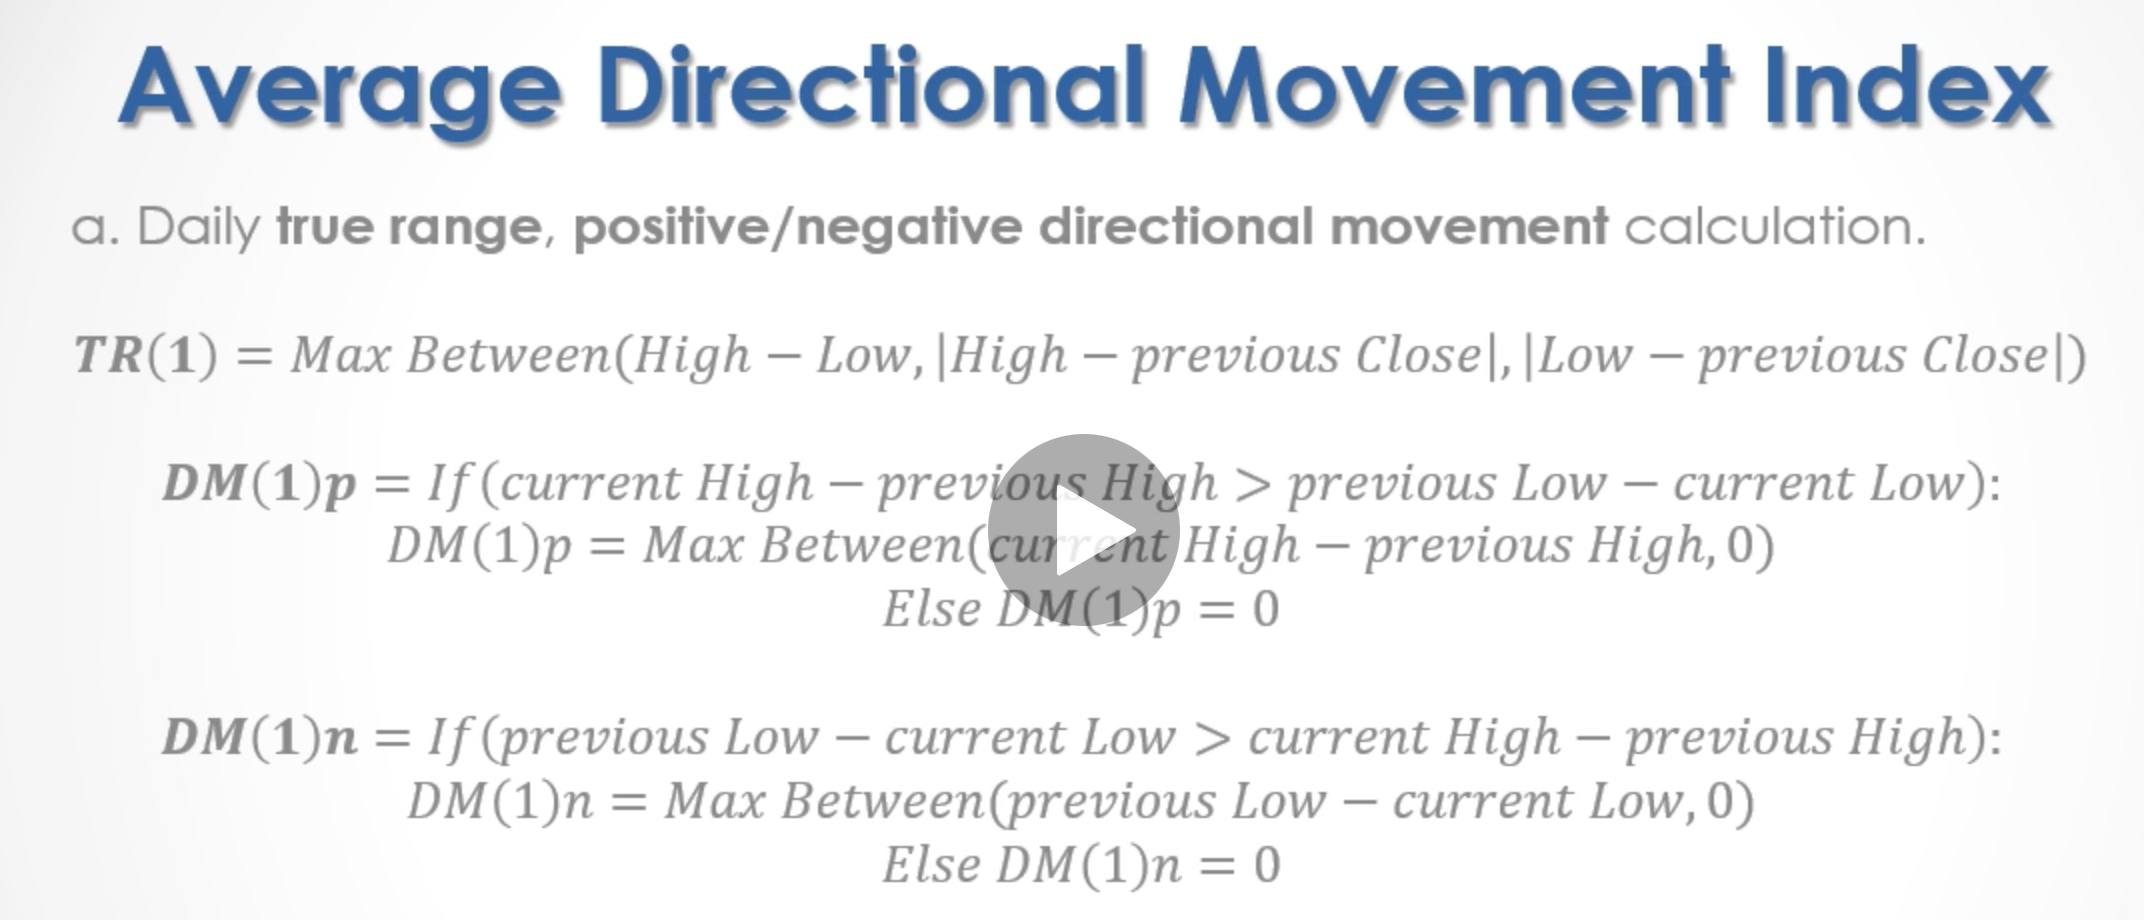 Average Directional Movement Index
a. Daily true range, positive/negative directional movement calculation.
TR(1) = Max Between(High − Low, |High − previous Close|, |Low − previous Close|)
DM(1)p = If(current High − previous High > previous Low − current Low):
DM(1)p = Max Between(current High − previous High, 0)
Else DM(1)p = 0
DM(1)n = If(previous Low − current Low > current High − previous High):
DM(1)n = Max Between(previous Low − current Low, 0)
Else DM(1)n = 0